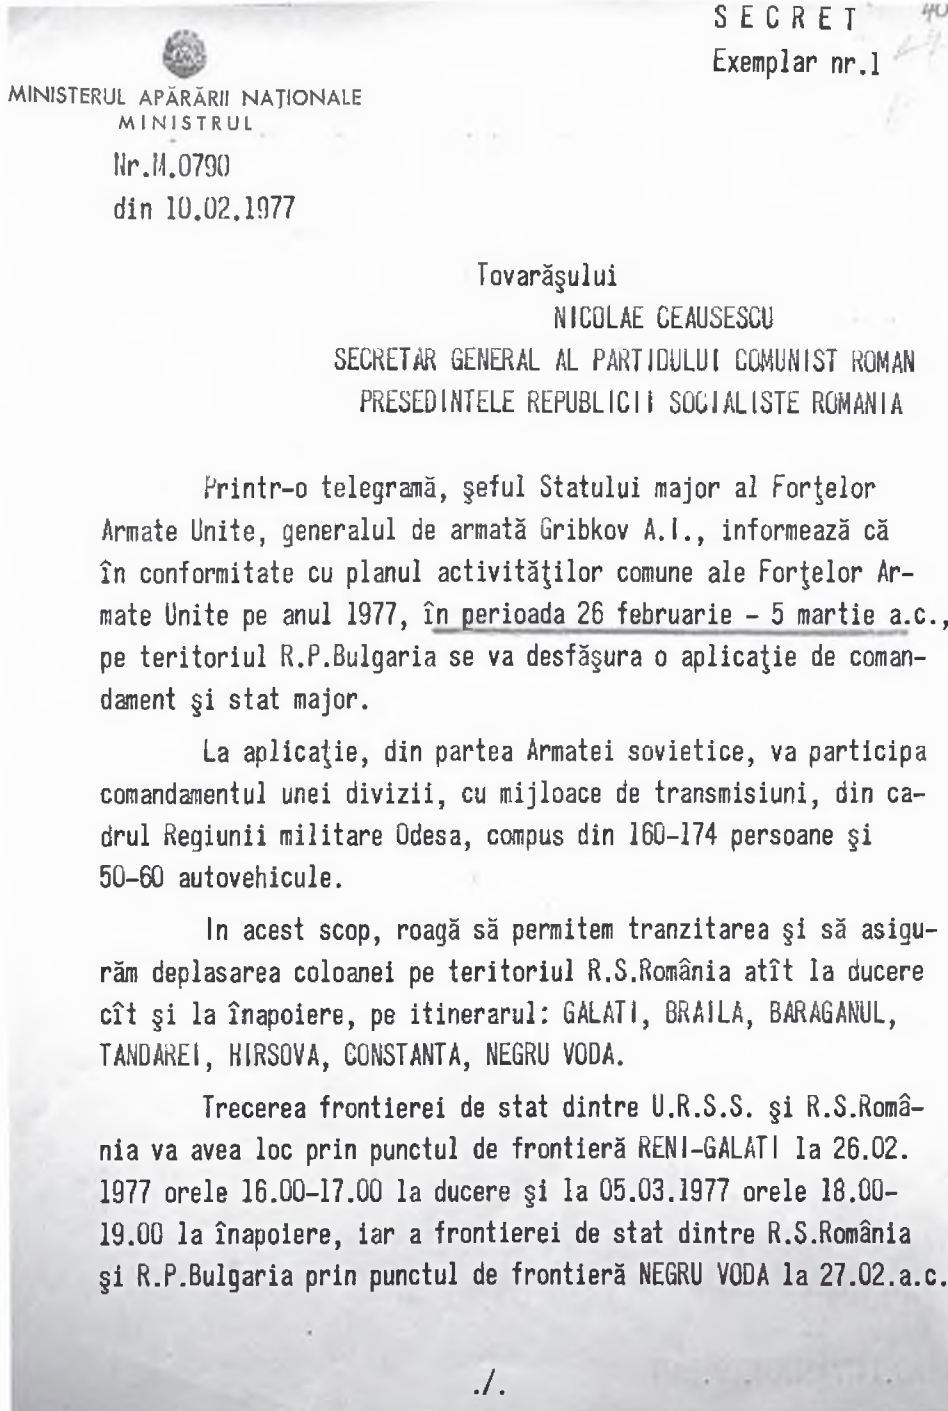 SECRET
Exemplar nr.1
MINISTERUL APĂRĂRII NAȚIONALE
MINISTRUL
Nr.M.0790
din 10.02.1977
Tovarăşului
NICOLAE CEAUSESCU
SECRETAR GENERAL AL PARTIDULUI COMUNIST ROMAN
PRESEDINTELE REPUBLICII SOCIALISTE ROMANIA
Printr-o telegramă, şeful Statului major al Forţelor
Armate Unite, generalul de armată Gribkov A.I., informează că
în conformitate cu planul activităţilor comune ale Forţelor Ar-
mate Unite pe anul 1977, în perioada 26 februarie - 5 martie a.c.,
pe teritoriul R.P.Bulgaria se va desfăşura o aplicaţie de coman-
dament şi stat major.
La aplicaţie, din partea Armatei sovietice, va participa
comandamentul unei divizii, cu mijloace de transmisiuni, din ca-
drul Regiunii militare Odesa, compus din 160-174 persoane şi
50-60 autovehicule.
In acest scop, roagă să permitem tranzitarea şi să asigu-
răm deplasarea coloanei pe teritoriul R.S.România atît la ducere
cît şi la înapoiere, pe itinerarul: GALATI, BRAILA, BARAGANUL,
TANDAREI, HIRSOVA, CONSTANTA, NEGRU VODA.
Trecerea frontierei de stat dintre U.R.S.S. şi R.S.Româ-
nia va avea loc prin punctul de frontieră RENI-GALATI la 26.02.
1977 orele 16.00-17.00 la ducere şi la 05.03.1977 orele 18.00-
19.00 la înapoiere, iar a frontierei de stat dintre R.S.România
şi R.P.Bulgaria prin punctul de frontieră NEGRU VODA la 27.02.a.c.
./.